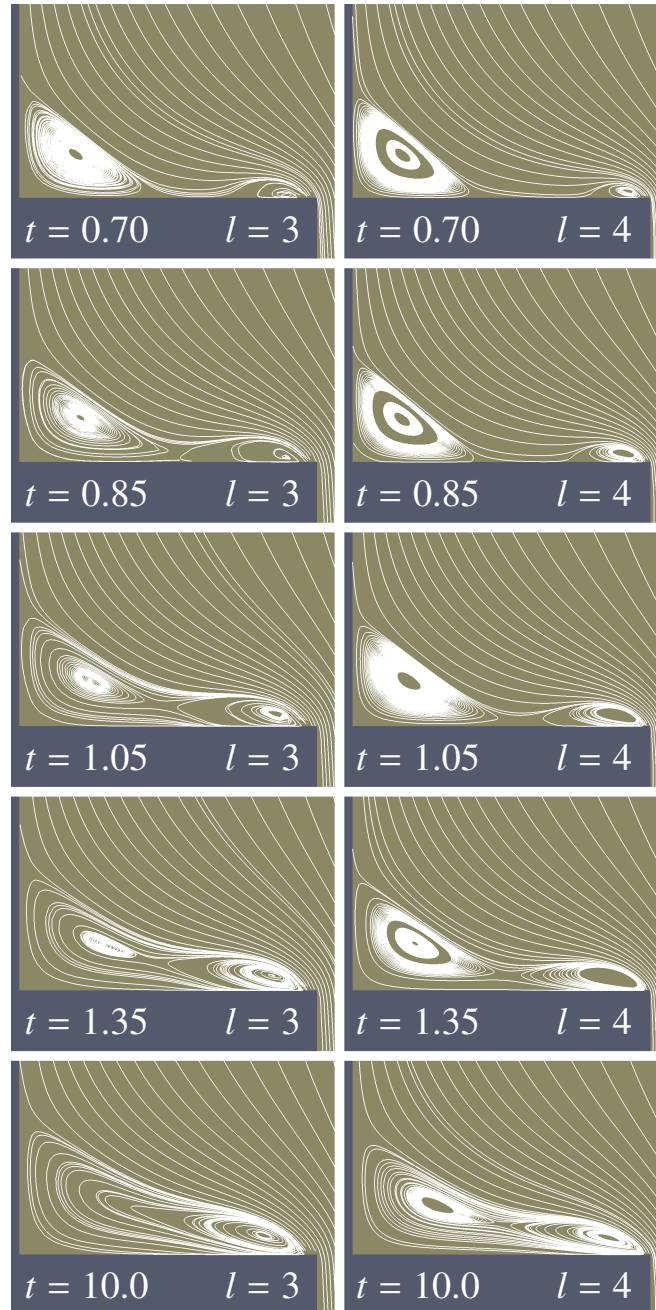 t = 0.70 l = 3
t = 0.70 l = 4
t = 0.85 l = 3
t = 0.85 l = 4
t = 1.05 l = 3
t = 1.05 l = 4
t = 1.35 l = 3
t = 1.35 l = 4
t = 10.0 l = 3
t = 10.0 l = 4